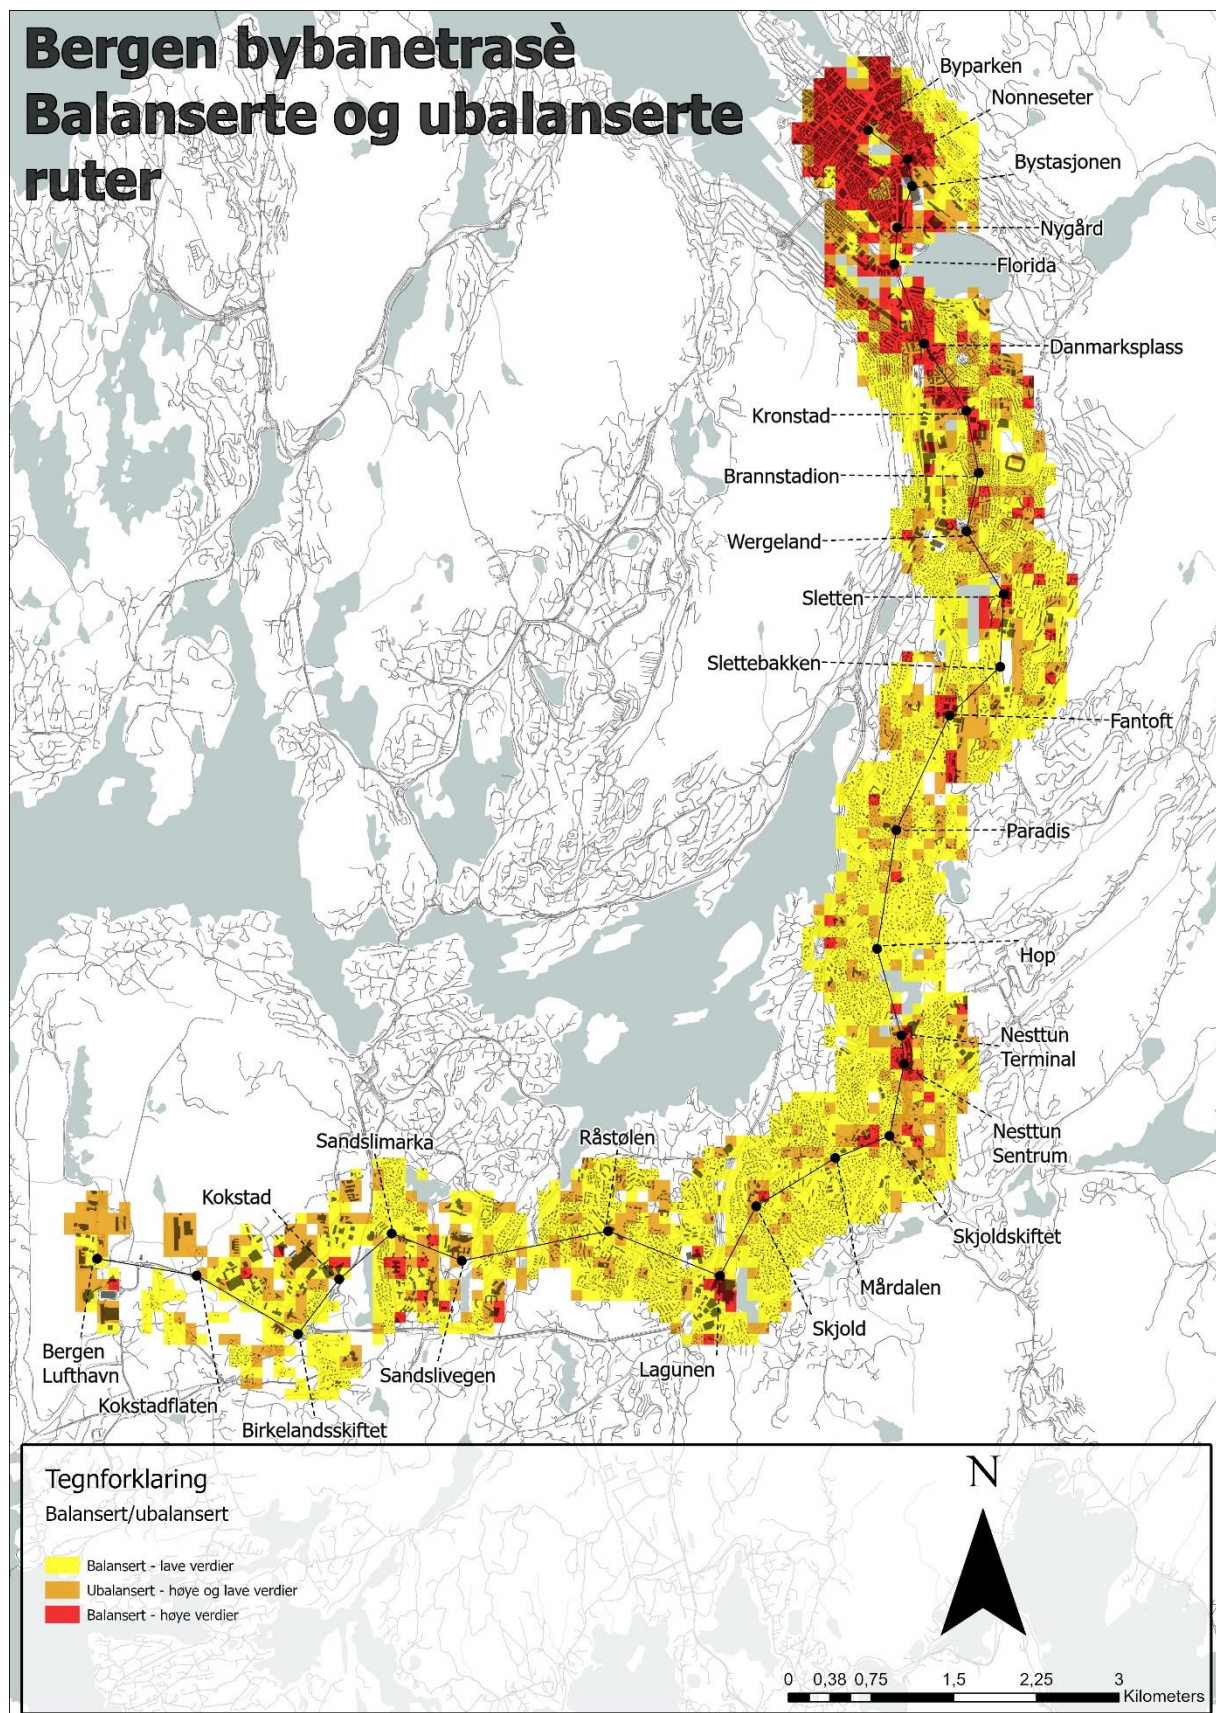 Bergen bybanetrasè
Balanserte og ubalanserte
ruter
Byparken
Nonneseter
Bystasjonen
Nygård
Florida
Danmarksplass
Kronstad
Brannstadion
Wergeland
Sletten
Slettebakken
Fantoft
Paradis
Hop
Nesttun
Terminal
Nesttun
Sentrum
Sandslimarka
Råstølen
Kokstad
Skjoldskiftet
Mårdalen
Skjold
Lagunen
Sandslivegen
Bergen
Lufthavn
Kokstadflaten
Birkelandsskiftet
Tegnforklaring
Balansert/ubalansert
Balansert - lave verdier
Ubalansert - høye og lave verdier
Balansert - høye verdier
N
0 0,38 0,75 1,5 2,25 3
Kilometers